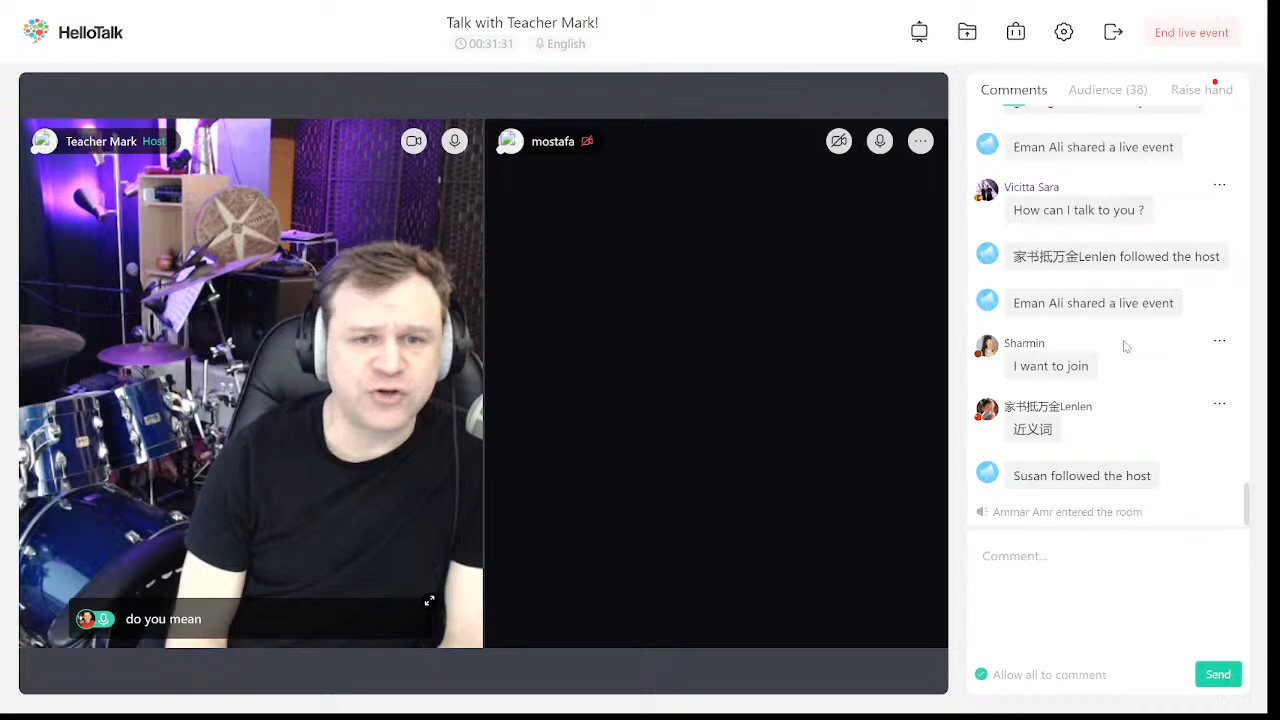 HelloTalk
Talk with Teacher Mark!
00:31:31 English
End live event
Teacher Mark Host
mostafa
do you mean
Comments Audience (38) Raise hand
Eman Ali shared a live event
Vicitta Sara
How can I talk to you ?
家书抵万金Lenlen followed the host
Eman Ali shared a live event
Sharmin
I want to join
家书抵万金Lenlen
近义词
Susan followed the host
Ammar Amr entered the room
Comment...
Allow all to comment
Send